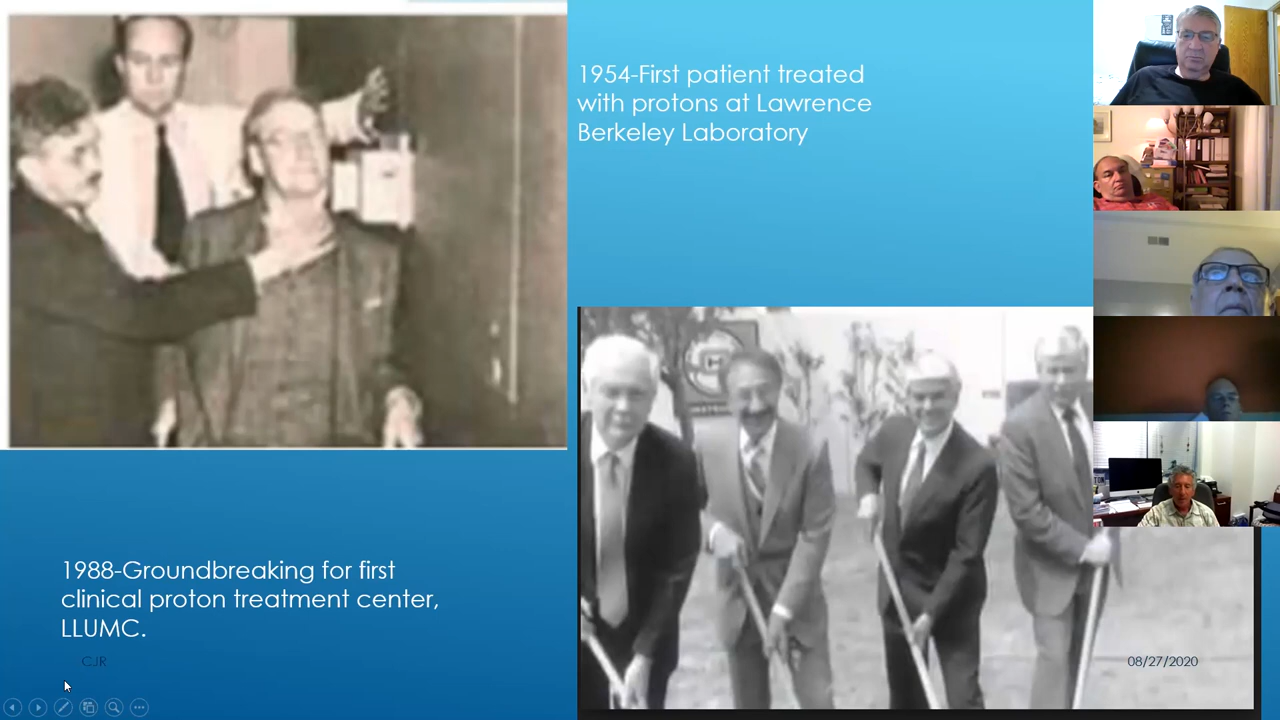 1954-First patient treated
with protons at Lawrence
Berkeley Laboratory
1988-Groundbreaking for first
clinical proton treatment center,
LLUMC.
CJR
08/27/2020